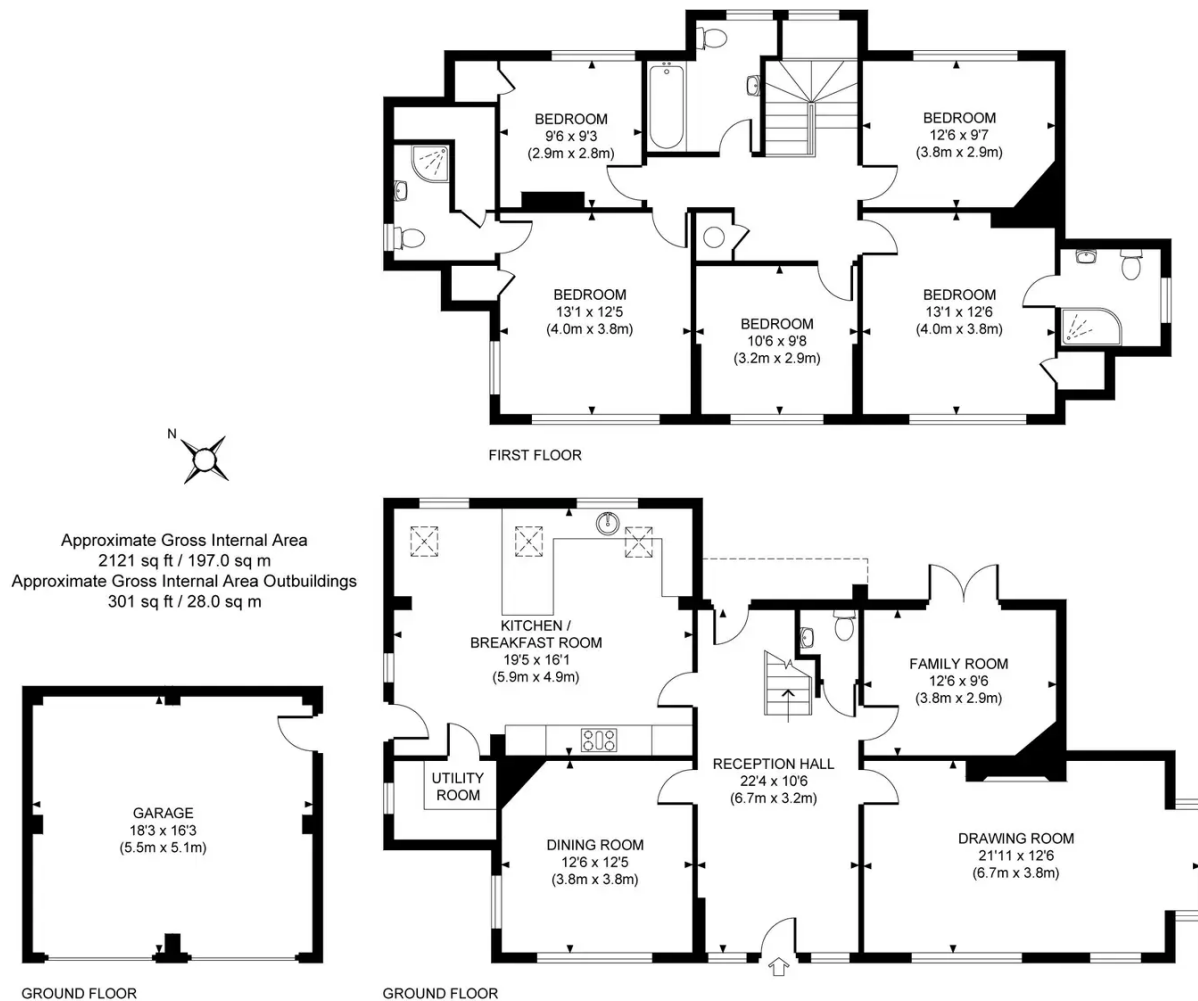 BEDROOM
9'6 x 9'3
(2.9m x 2.8m)
BEDROOM
12'6 x 9'7
(3.8m x 2.9m)
BEDROOM
13'1 x 12'5
(4.0m x 3.8m)
BEDROOM
10'6 x 9'8
(3.2m x 2.9m)
BEDROOM
13'1 x 12'6
(4.0m x 3.8m)
FIRST FLOOR
N
Approximate Gross Internal Area
2121 sq ft / 197.0 sq m
Approximate Gross Internal Area Outbuildings
301 sq ft / 28.0 sq m
KITCHEN /
BREAKFAST ROOM
19'5 x 16'1
(5.9m x 4.9m)
FAMILY ROOM
12'6 x 9'6
(3.8m x 2.9m)
UTILITY
ROOM
RECEPTION HALL
22'4 x 10'6
(6.7m x 3.2m)
GARAGE
18'3 x 16'3
(5.5m x 5.1m)
DINING ROOM
12'6 x 12'5
(3.8m x 3.8m)
DRAWING ROOM
21'11 x 12'6
(6.7m x 3.8m)
GROUND FLOOR
GROUND FLOOR